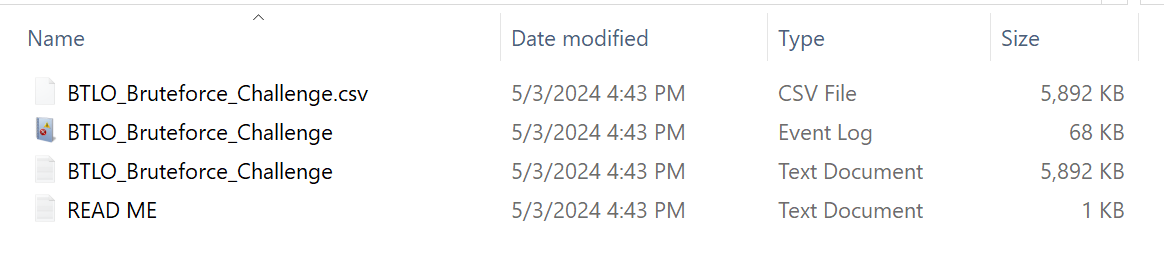 Name Date modified Type Size
BTLO_Bruteforce_Challenge.csv 5/3/2024 4:43 PM CSV File 5,892 KB
BTLO_Bruteforce_Challenge 5/3/2024 4:43 PM Event Log 68 KB
BTLO_Bruteforce_Challenge 5/3/2024 4:43 PM Text Document 5,892 KB
READ ME 5/3/2024 4:43 PM Text Document 1 KB